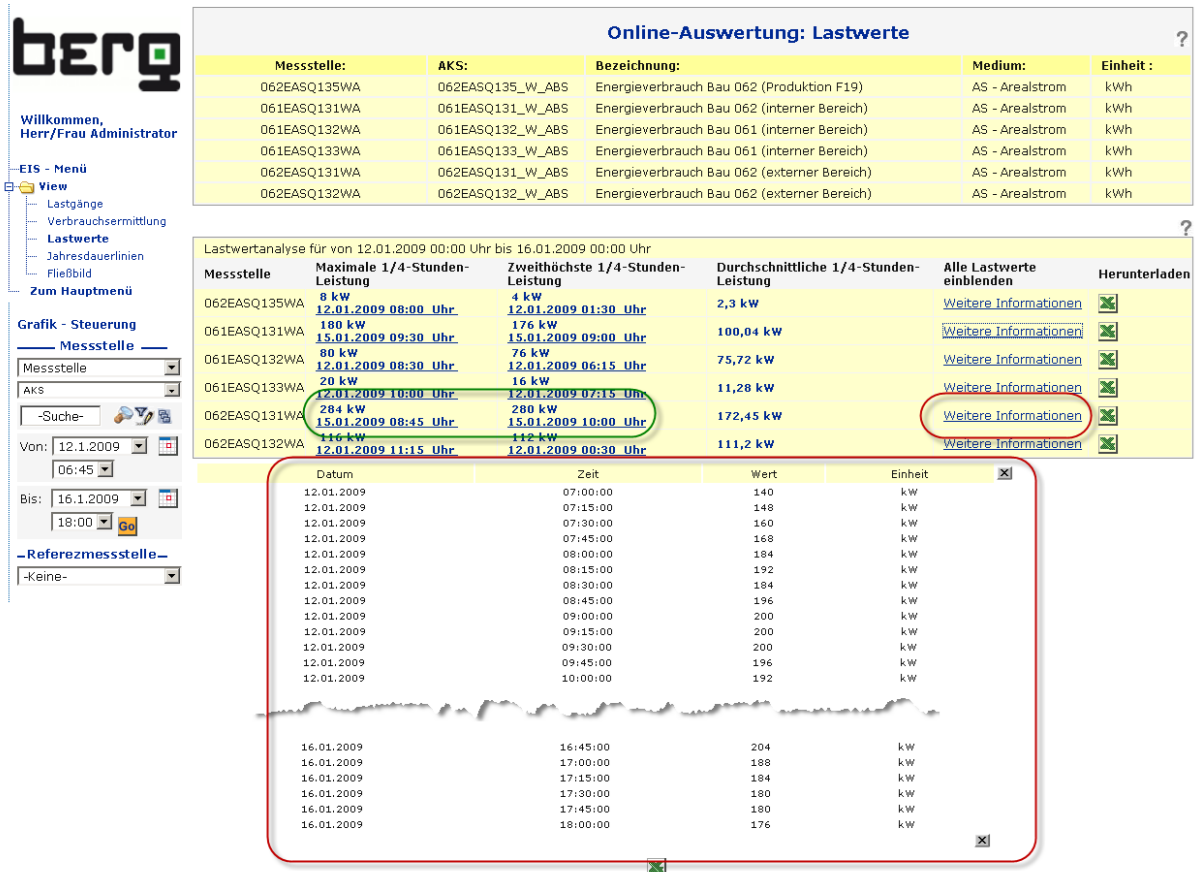 berg
Willkommen,
Herr/Frau Administrator
EIS - Menü
View
Lastgänge
Verbrauchsermittlung
Lastwerte
Jahresdauerlinien
Fließbild
Zum Hauptmenü
Grafik - Steuerung
Messstelle
Messstelle
AKS
-Suche-
Von: 12.1.2009
06:45
Bis: 16.1.2009
18:00 Go
Referezmessstelle
-Keine-
Online-Auswertung: Lastwerte
?
Messstelle: AKS: Bezeichnung: Medium: Einheit :
062EASQ135WA 062EASQ135_W_ABS Energieverbrauch Bau 062 (Produktion F19) AS - Arealstrom kWh
061EASQ131WA 061EASQ131_W_ABS Energieverbrauch Bau 062 (interner Bereich) AS - Arealstrom kWh
061EASQ132WA 061EASQ132_W_ABS Energieverbrauch Bau 061 (interner Bereich) AS - Arealstrom kWh
061EASQ133WA 061EASQ133_W_ABS Energieverbrauch Bau 061 (interner Bereich) AS - Arealstrom kWh
062EASQ131WA 062EASQ131_W_ABS Energieverbrauch Bau 062 (externer Bereich) AS - Arealstrom kWh
062EASQ132WA 062EASQ132_W_ABS Energieverbrauch Bau 062 (externer Bereich) AS - Arealstrom kWh
?
Lastwertanalyse für von 12.01.2009 00:00 Uhr bis 16.01.2009 00:00 Uhr
Messstelle Maximale 1/4-Stunden- Zweithöchste 1/4-Stunden- Durchschnittliche 1/4-Stunden- Alle Lastwerte Herunterladen
Leistung Leistung Leistung einblenden
8 kW 4 kW
062EASQ135WA 12.01.2009 08:00 Uhr 12.01.2009 01:30 Uhr 2,3 kW Weitere Informationen
180 kW 176 kW
061EASQ131WA 15.01.2009 09:30 Uhr 15.01.2009 09:00 Uhr 100,04 kW Weitere Informationen
80 kW 76 kW
061EASQ132WA 12.01.2009 08:30 Uhr 12.01.2009 06:15 Uhr 75,72 kW Weitere Informationen
20 kW 16 kW
061EASQ133WA 12.01.2009 10:00 Uhr 12.01.2009 07:15 Uhr 11,28 kW Weitere Informationen
284 kW 280 kW
062EASQ131WA 15.01.2009 08:45 Uhr 15.01.2009 10:00 Uhr 172,45 kW Weitere Informationen
116 kW 112 kW
062EASQ132WA 12.01.2009 11:15 Uhr 12.01.2009 00:30 Uhr 111,2 kW Weitere Informationen
Datum Zeit Wert Einheit
12.01.2009 07:00:00 140 kW
12.01.2009 07:15:00 148 kW
12.01.2009 07:30:00 160 kW
12.01.2009 07:45:00 168 kW
12.01.2009 08:00:00 184 kW
12.01.2009 08:15:00 192 kW
12.01.2009 08:30:00 184 kW
12.01.2009 08:45:00 196 kW
12.01.2009 09:00:00 200 kW
12.01.2009 09:15:00 200 kW
12.01.2009 09:30:00 200 kW
12.01.2009 09:45:00 196 kW
12.01.2009 10:00:00 192 kW
16.01.2009 16:45:00 204 kW
16.01.2009 17:00:00 188 kW
16.01.2009 17:15:00 184 kW
16.01.2009 17:30:00 180 kW
16.01.2009 17:45:00 180 kW
16.01.2009 18:00:00 176 kW